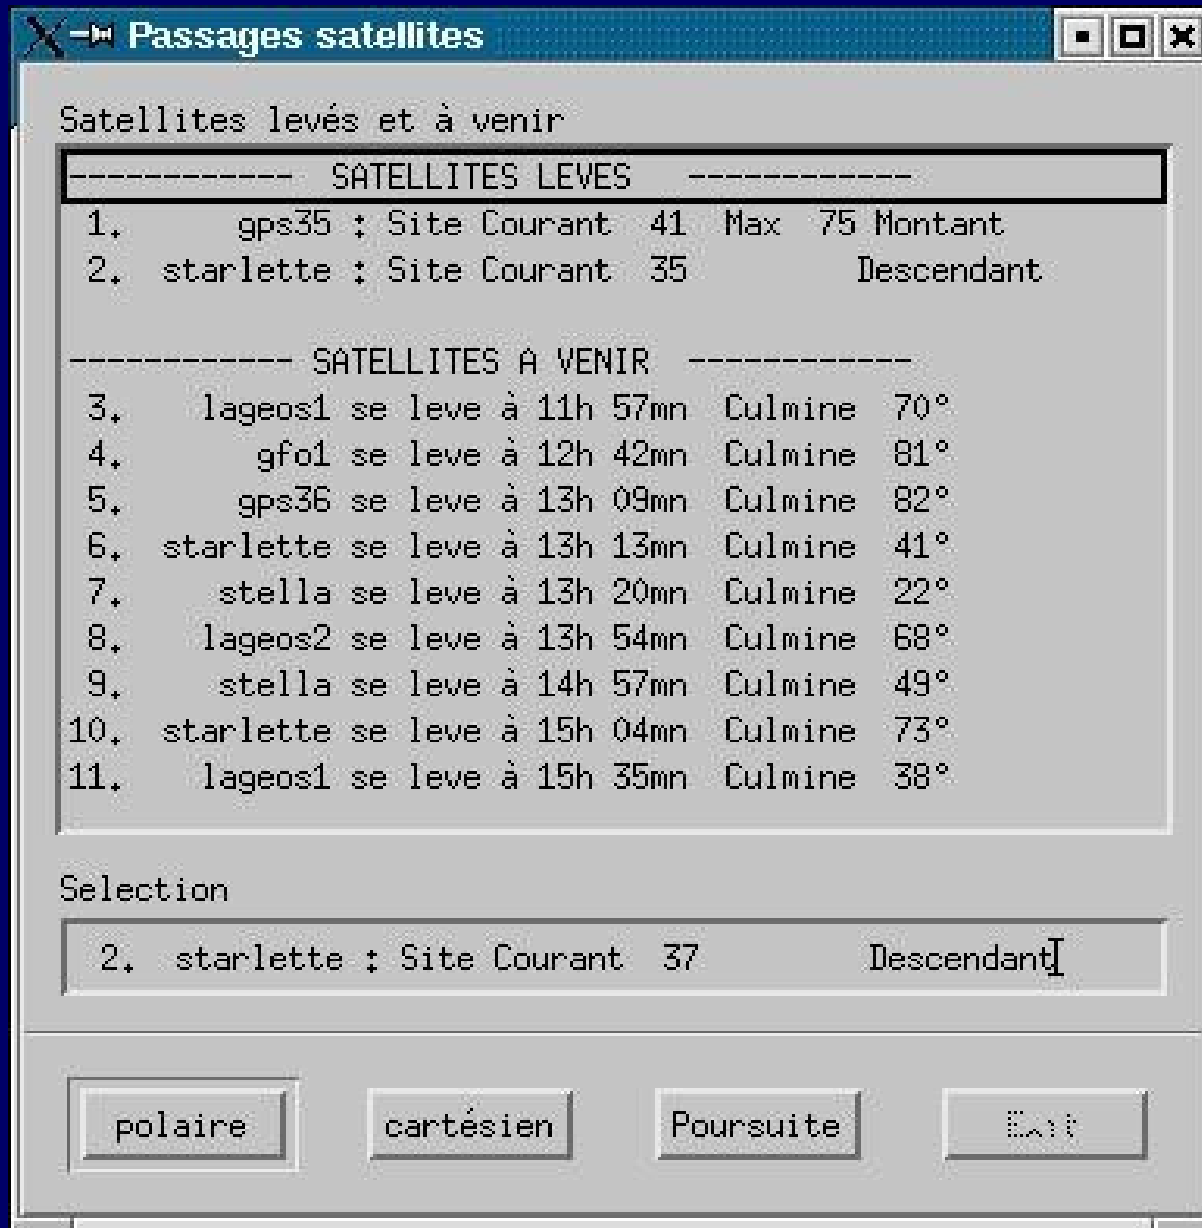 Passages satellites
Satellites levés et à venir
------------ SATELLITES LEVES ------------
1. gps35 : Site Courant 41 Max 75 Montant
2. starlette : Site Courant 35 Descendant
------------ SATELLITES A VENIR ------------
3. lageos1 se leve à 11h 57mn Culmine 70°
4. gfo1 se leve à 12h 42mn Culmine 81°
5. gps36 se leve à 13h 09mn Culmine 82°
6. starlette se leve à 13h 13mn Culmine 41°
7. stella se leve à 13h 20mn Culmine 22°
8. lageos2 se leve à 13h 54mn Culmine 68°
9. stella se leve à 14h 57mn Culmine 49°
10. starlette se leve à 15h 04mn Culmine 73°
11. lageos1 se leve à 15h 35mn Culmine 38°
Selection
2. starlette : Site Courant 37 Descendant
polaire cartésien Poursuite Exit